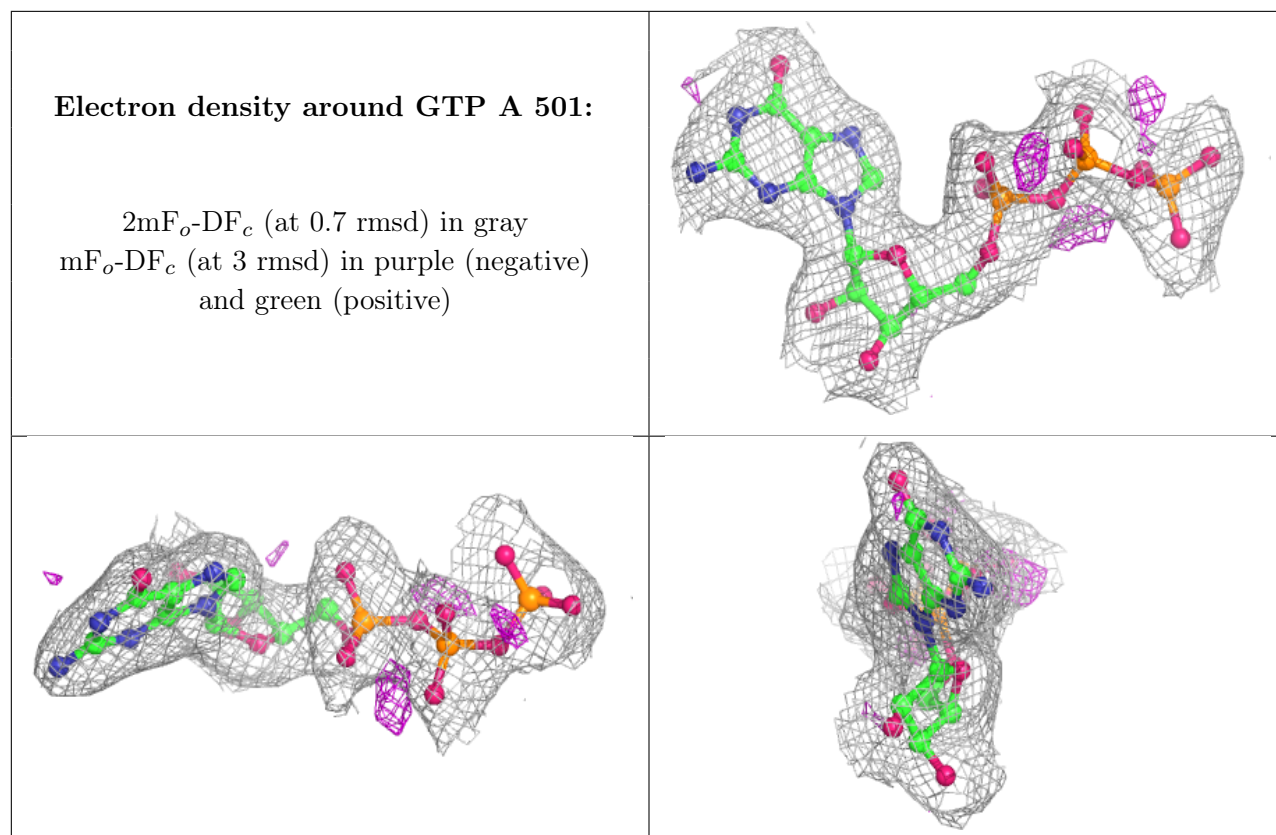 Electron density around GTP A 501:
2mFo-DFc (at 0.7 rmsd) in gray
mFo-DFc (at 3 rmsd) in purple (negative)
and green (positive)